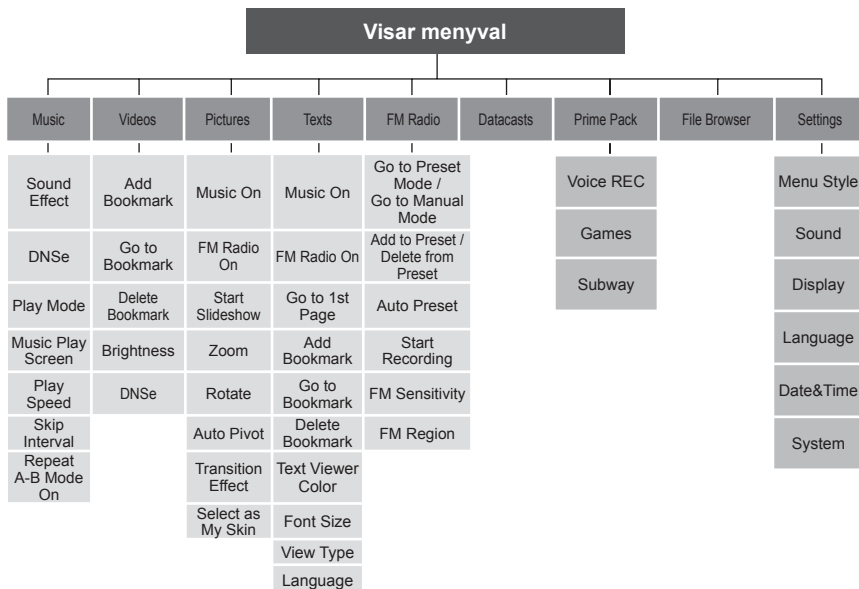 Visar menyval
Music
Videos
Pictures
Texts
FM Radio
Datacasts
Prime Pack
File Browser
Settings
Sound
Effect
DNSe
Play Mode
Music Play
Screen
Play
Speed
Skip
Interval
Repeat
A-B Mode
On
Add
Bookmark
Go to
Bookmark
Delete
Bookmark
Brightness
DNSe
Music On
FM Radio
On
Start
Slideshow
Zoom
Rotate
Auto Pivot
Transition
Effect
Select as
My Skin
Music On
FM Radio On
Go to 1st
Page
Add
Bookmark
Go to
Bookmark
Delete
Bookmark
Text Viewer
Color
Font Size
View Type
Language
Go to Preset
Mode /
Go to Manual
Mode
Add to Preset /
Delete from
Preset
Auto Preset
Start
Recording
FM Sensitivity
FM Region
Voice REC
Games
Subway
Menu Style
Sound
Display
Language
Date&Time
System